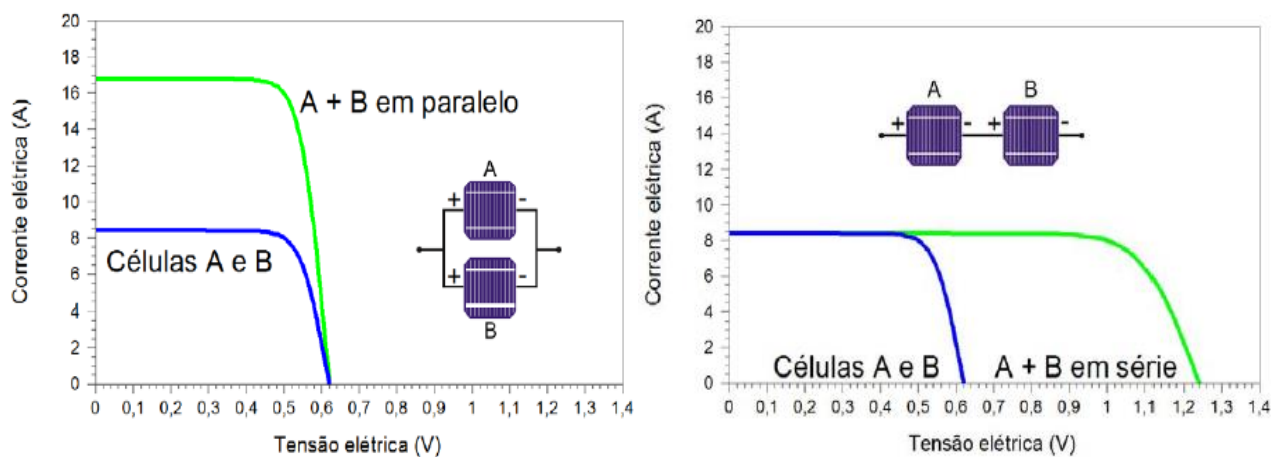 20
18
16
14
12
10
8
6
4
2
0
Corrente elétrica (A)
A + B em paralelo
Células A e B
A
+ -
+ -
B
0 0,1 0,2 0,3 0,4 0,5 0,6 0,7 0,8 0,9 1 1,1 1,2 1,3 1,4
Tensão elétrica (V)
20
18
16
14
12
10
8
6
4
2
0
Corrente elétrica (A)
A B
+ - + -
Células A e B A + B em série
0 0,1 0,2 0,3 0,4 0,5 0,6 0,7 0,8 0,9 1 1,1 1,2 1,3 1,4
Tensão elétrica (V)